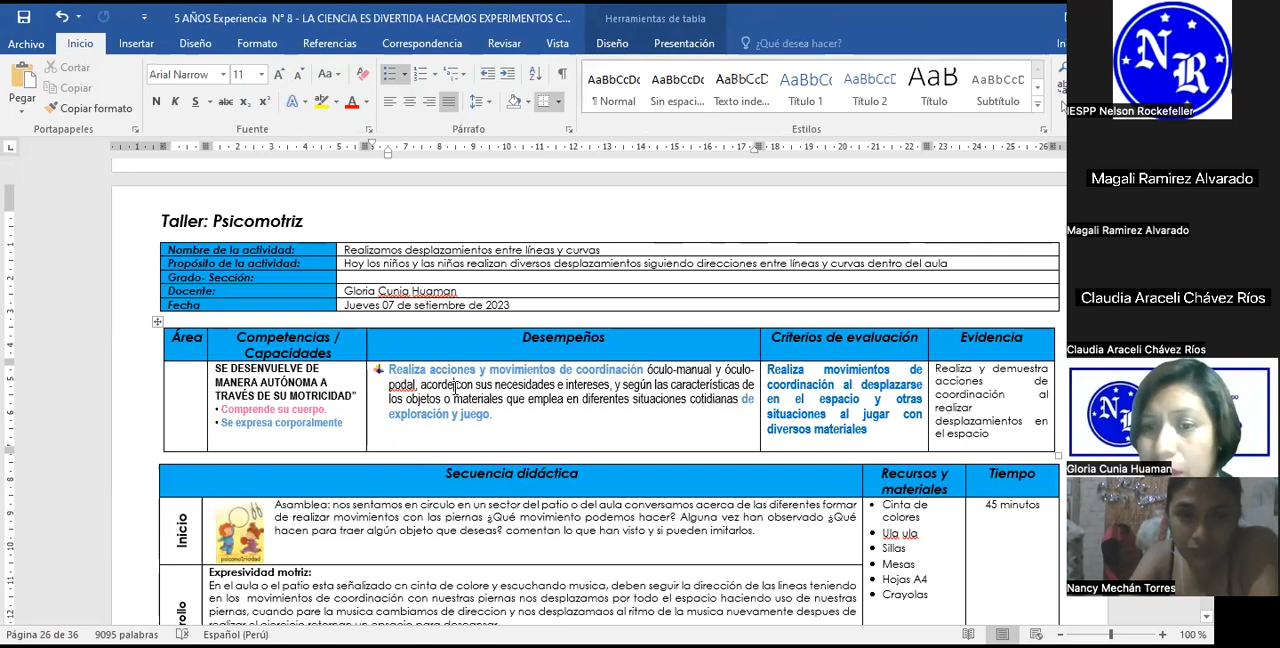 5 AÑOS Experiencia N° 8 - LA CIENCIA ES DIVERTIDA HACEMOS EXPERIMENTOS C...
Herramientas de tabla
Archivo Inicio Insertar Diseño Formato Referencias Correspondencia Revisar Vista Diseño Presentación ¿Qué desea hacer?
Pegar
Cortar
Copiar
Copiar formato
Portapapeles
Arial Narrow 11
Aa
N K S abc x₂ x²
Fuente
Párrafo
AaBbCcDc AaBbCcDc AaBbCcDc AaBbCc AaBbCcD AaB AaBbCcD
¶ Normal Sin espaci... Texto inde... Título 1 Título 2 Título Subtítulo
Estilos
Taller: Psicomotriz
Nombre de la actividad: Realizamos desplazamientos entre líneas y curvas
Propósito de la actividad: Hoy los niños y las niñas realizan diversos desplazamientos siguiendo direcciones entre líneas y curvas dentro del aula
Grado- Sección:
Docente: Gloria Cunia Huaman
Fecha Jueves 07 de setiembre de 2023
Área Competencias / Capacidades Desempeños Criterios de evaluación Evidencia
SE DESENVUELVE DE
MANERA AUTÓNOMA A
TRAVÉS DE SU MOTRICIDAD"
• Comprende su cuerpo.
• Se expresa corporalmente
Realiza acciones y movimientos de coordinación óculo-manual y óculo-
podal, acorde con sus necesidades e intereses, y según las características de
los objetos o materiales que emplea en diferentes situaciones cotidianas de
exploración y juego.
Realiza movimientos de
coordinación al desplazarse
en el espacio y otras
situaciones al jugar con
diversos materiales
Realiza y demuestra
acciones de
coordinación al
realizar
desplazamientos en
el espacio
Secuencia didáctica Recursos y materiales Tiempo
Inicio
psicomotricidad
Asamblea: nos sentamos en circulo en un sector del patio o del aula conversamos acerca de las diferentes formar
de realizar movimientos con las piernas ¿Qué movimiento podemos hacer? Alguna vez han observado ¿Qué
hacen para traer algún objeto que deseas? comentan lo que han visto y si pueden imitarlos.
• Cinta de
colores
• Ula ula
• Sillas
• Mesas
• Hojas A4
• Crayolas
45 minutos
Expresividad motriz:
En el aula o el patio esta señalizado cn cinta de colore y escuchando musica, deben seguir la dirección de las lineas teniendo
en los movimientos de coordinación con nuestras piernas nos desplazamos por todo el espacio haciendo uso de nuestras
piernas, cuando pare la musica cambiamos de direccion y nos desplazamaos al ritmo de la musica nuevamente despues de
realizar el ejercicio retornan un espacio para descansar
Página 26 de 36 9095 palabras Español (Perú) 100 %
NR
IESPP Nelson Rockefeller
Magali Ramirez Alvarado
Magali Ramirez Alvarado
Claudia Araceli Chávez Ríos
Claudia Araceli Chávez Ríos
Gloria Cunia Huaman
Nancy Mechán Torres